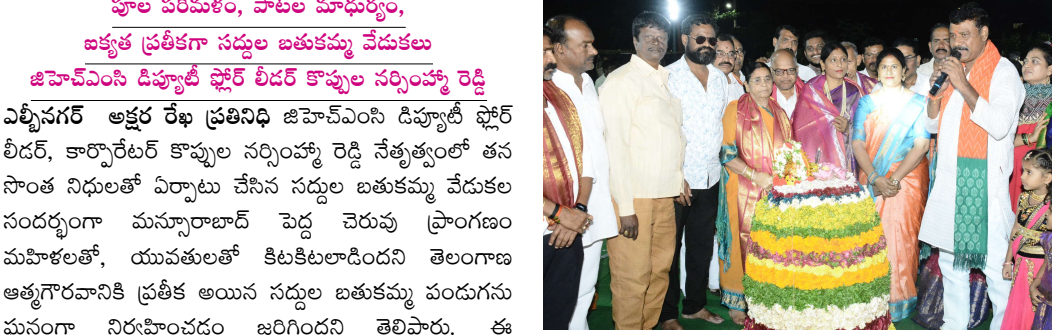 పూల పరిమళం, పాటల మాధుర్యం,
ఐక్యత ప్రతీకగా సద్దుల బతుకమ్మ వేడుకలు
జిహెచ్ఎంసి డిప్యూటీ ఫ్లోర్ లీడర్ కొప్పుల నర్సింహ్మా రెడ్డి
ఎల్బీనగర్ అక్షర రేఖ ప్రతినిధి జిహెచ్ఎంసి డిప్యూటీ ఫ్లోర్
లీడర్, కార్పొరేటర్ కొప్పుల నర్సింహ్మా రెడ్డి నేతృత్వంలో తన
సొంత నిధులతో ఏర్పాటు చేసిన సద్దుల బతుకమ్మ వేడుకల
సందర్భంగా మన్సూరాబాద్ పెద్ద చెరువు ప్రాంగణం
మహిళలతో, యువతులతో కిటకిటలాడిందని తెలంగాణ
ఆత్మగౌరవానికి ప్రతీక అయిన సద్దుల బతుకమ్మ పండుగను
ఘనంగా నిర్వహించడం జరిగిందని తెలిపారు. ఈ